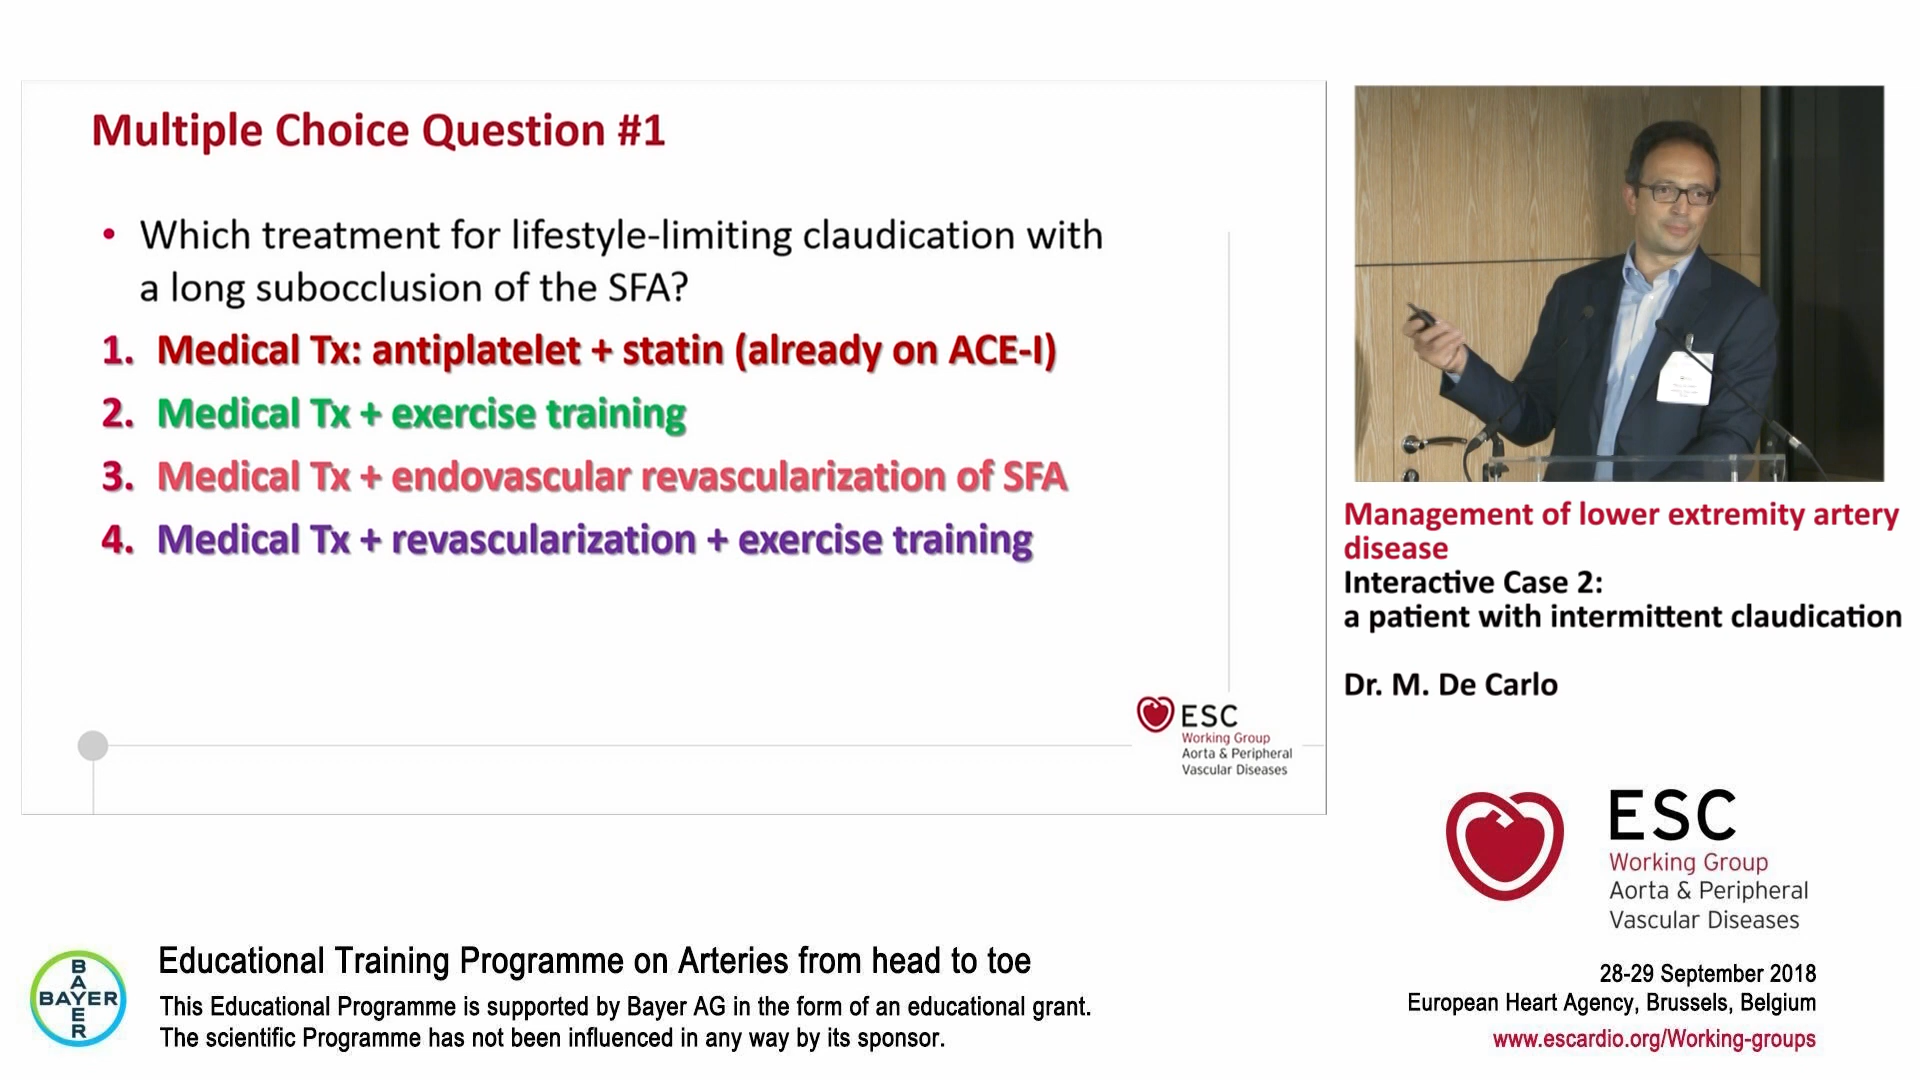 Multiple Choice Question #1
• Which treatment for lifestyle-limiting claudication with
a long subocclusion of the SFA?
1. Medical Tx: antiplatelet + statin (already on ACE-I)
2. Medical Tx + exercise training
3. Medical Tx + endovascular revascularization of SFA
4. Medical Tx + revascularization + exercise training
ESC
Working Group
Aorta & Peripheral
Vascular Diseases
Management of lower extremity artery
disease
Interactive Case 2:
a patient with intermittent claudication
Dr. M. De Carlo
ESC
Working Group
Aorta & Peripheral
Vascular Diseases
BAYER
BAYER
Educational Training Programme on Arteries from head to toe
This Educational Programme is supported by Bayer AG in the form of an educational grant.
The scientific Programme has not been influenced in any way by its sponsor.
28-29 September 2018
European Heart Agency, Brussels, Belgium
www.escardio.org/Working-groups